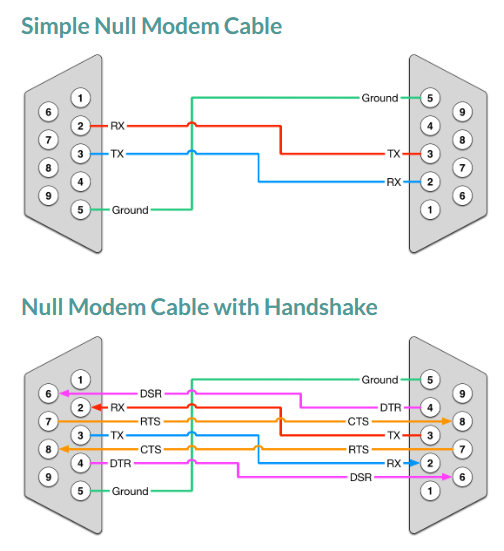 Simple Null Modem Cable
1 Ground 5
6 9
2 RX 4
7 8
3 TX TX 3
8 7
4 RX 2
9 6
5 Ground 1
Null Modem Cable with Handshake
1 Ground 5
6 DSR 9
2 RX DTR 4
7 RTS CTS 8
3 TX TX 3
8 CTS RTS 7
4 DTR RX 2
9 DSR 6
5 Ground 1